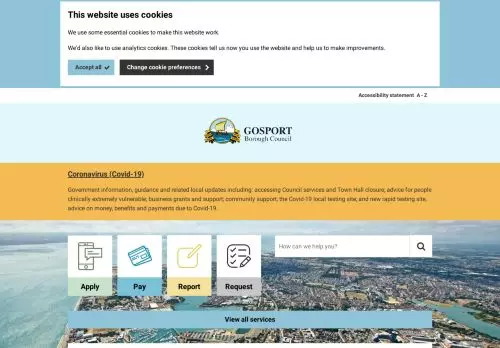 This website uses cookies
We use some essential cookies to make this website work.
We'd also like to use analytics cookies. These cookies tell us now you use the website and help us to make improvements.
Accept all
Change cookie preferences
Accessibility statement A - Z
GOSPORT
Borough Council
Coronavirus (Covid-19)
Government information, guidance and related local updates including: accessing Council services and Town Hall closure; advice for people
clinically extremely vulnerable; business grants and support; community support; the Covid-19 local testing site; and new rapid testing site,
advice on money, benefits and payments due to Covid-19.
How can we help you?
Apply
Pay
Report
Request
View all services